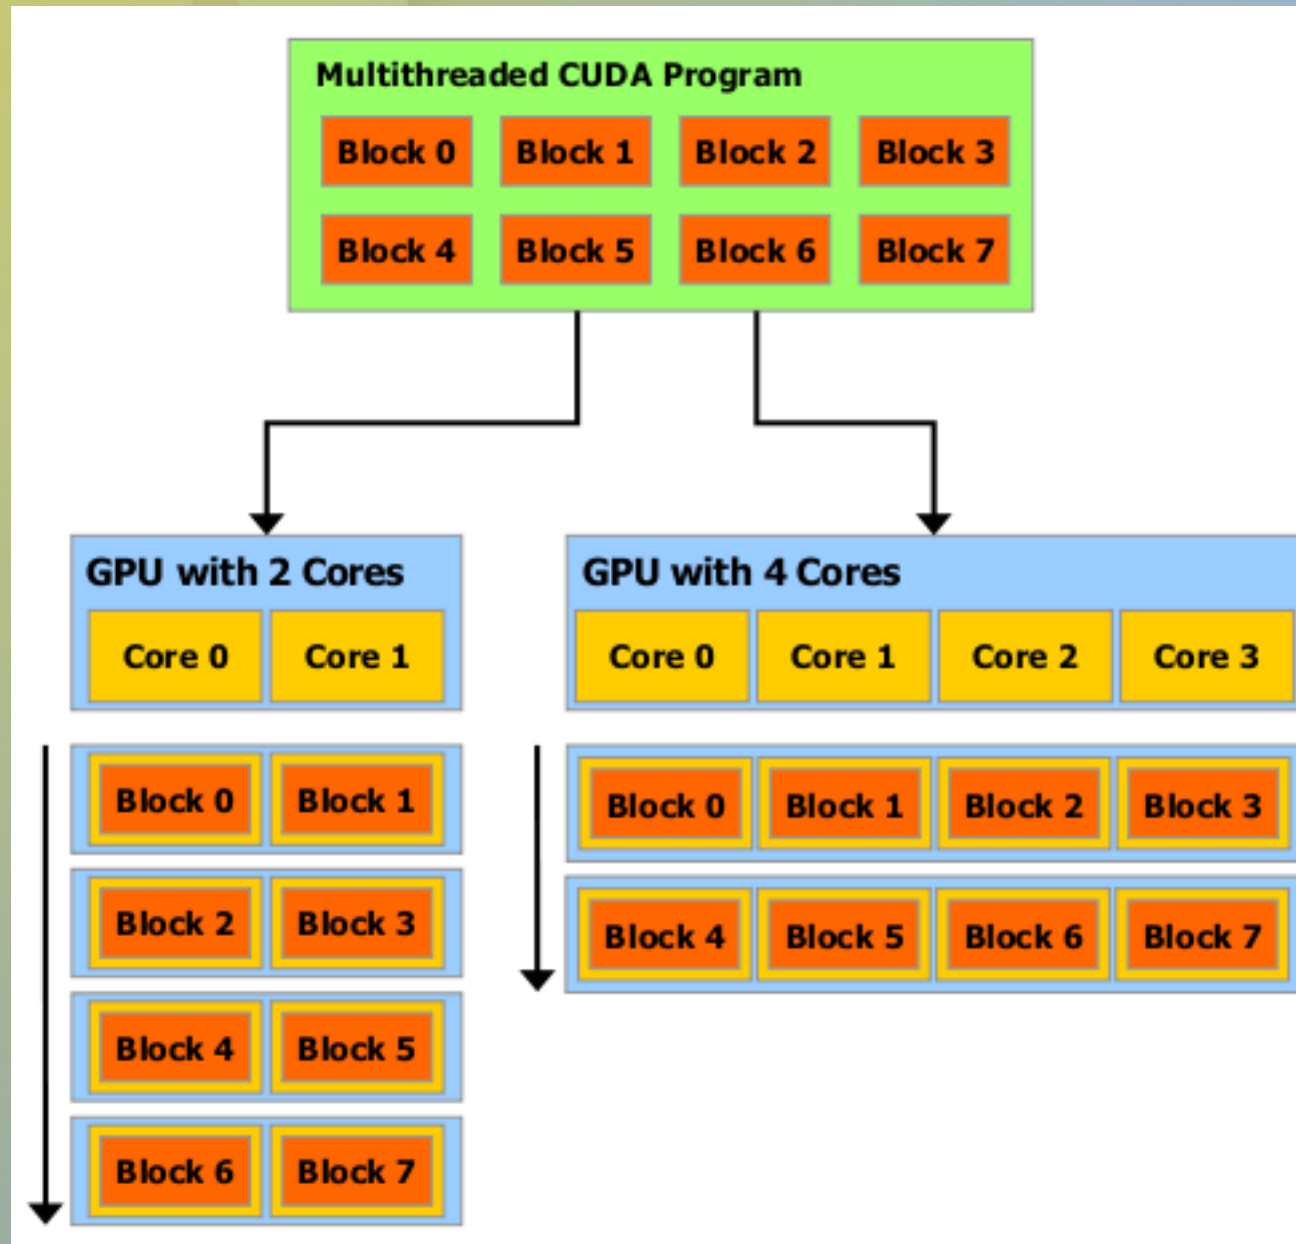 Multithreaded CUDA Program
Block 0 Block 1 Block 2 Block 3
Block 4 Block 5 Block 6 Block 7
GPU with 2 Cores
Core 0 Core 1
Block 0 Block 1
Block 2 Block 3
Block 4 Block 5
Block 6 Block 7
GPU with 4 Cores
Core 0 Core 1 Core 2 Core 3
Block 0 Block 1 Block 2 Block 3
Block 4 Block 5 Block 6 Block 7